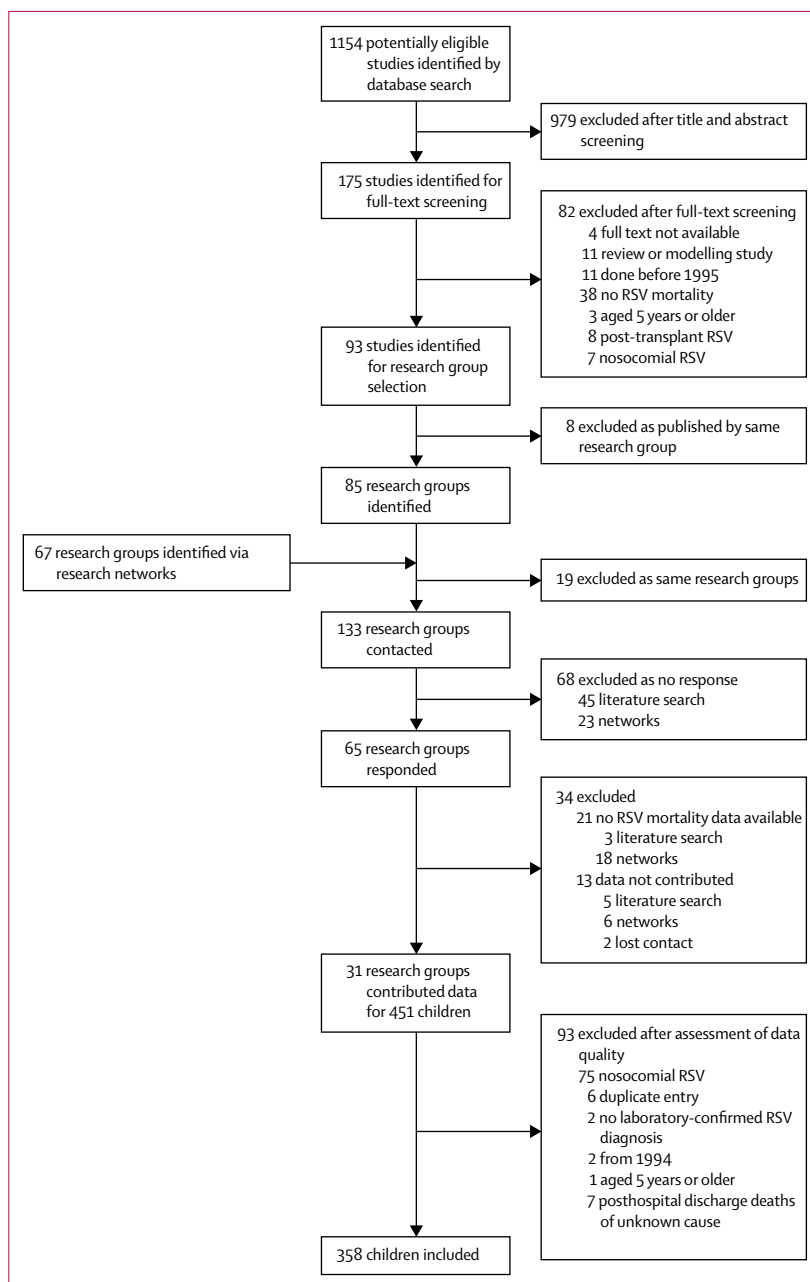 1154 potentially eligible
studies identified by
database search
979 excluded after title and abstract
screening
175 studies identified for
full-text screening
82 excluded after full-text screening
4 full text not available
11 review or modelling study
11 done before 1995
38 no RSV mortality
3 aged 5 years or older
8 post-transplant RSV
7 nosocomial RSV
93 studies identified
for research group
selection
8 excluded as published by same
research group
85 research groups
identified
67 research groups identified via
research networks
19 excluded as same research groups
133 research groups
contacted
68 excluded as no response
45 literature search
23 networks
65 research groups
responded
34 excluded
21 no RSV mortality data available
3 literature search
18 networks
13 data not contributed
5 literature search
6 networks
2 lost contact
31 research groups
contributed data
for 451 children
93 excluded after assessment of data
quality
75 nosocomial RSV
6 duplicate entry
2 no laboratory-confirmed RSV
diagnosis
2 from 1994
1 aged 5 years or older
7 posthospital discharge deaths
of unknown cause
358 children included